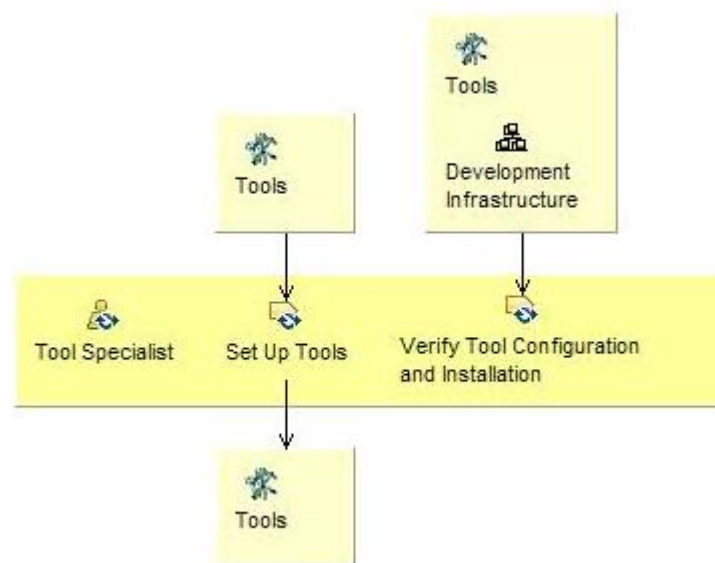 Tools
Development
Infrastructure
Tools
Tool Specialist
Set Up Tools
Verify Tool Configuration
and Installation
Tools